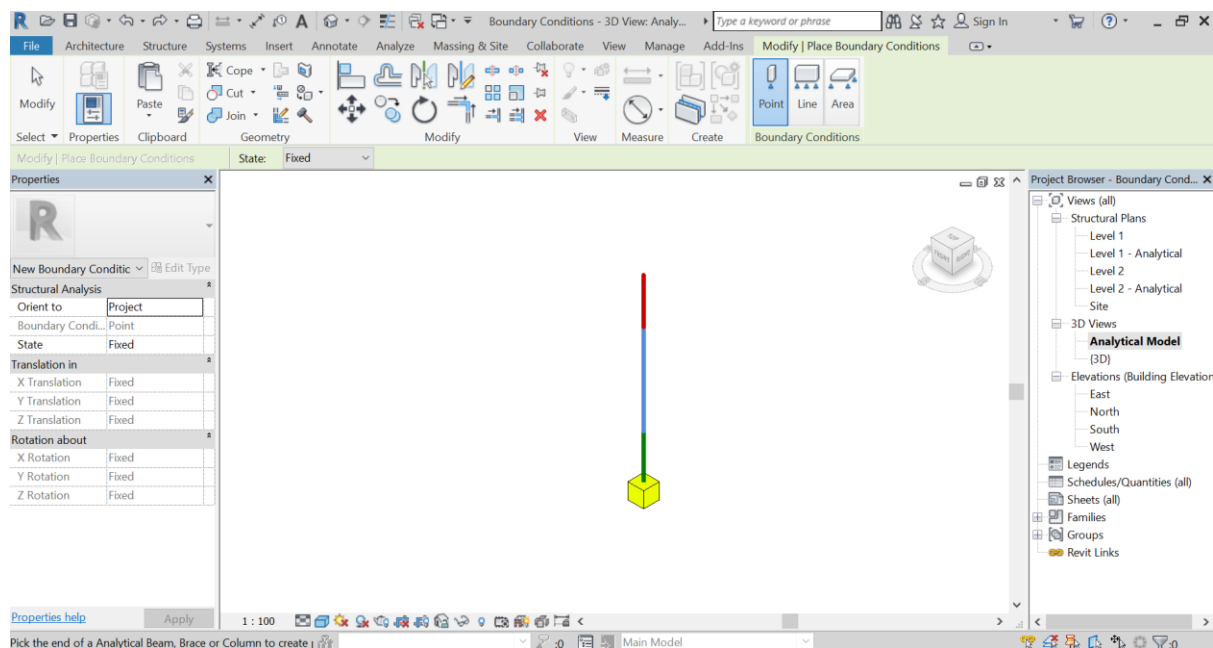 Boundary Conditions - 3D View: Analy...
Type a keyword or phrase
Sign In
File Architecture Structure Systems Insert Annotate Analyze Massing & Site Collaborate View Manage Add-Ins Modify | Place Boundary Conditions
Modify
Paste
Cope
Cut
Join
Point Line Area
Select Properties Clipboard Geometry Modify View Measure Create Boundary Conditions
Modify | Place Boundary Conditions State: Fixed
Properties
R
New Boundary Conditic Edit Type
Structural Analysis
Orient to Project
Boundary Condi... Point
State Fixed
Translation in
X Translation Fixed
Y Translation Fixed
Z Translation Fixed
Rotation about
X Rotation Fixed
Y Rotation Fixed
Z Rotation Fixed
Properties help Apply
TOP
FRONT RIGHT
1 : 100
Project Browser - Boundary Cond...
Views (all)
Structural Plans
Level 1
Level 1 - Analytical
Level 2
Level 2 - Analytical
Site
3D Views
Analytical Model
{3D}
Elevations (Building Elevation
East
North
South
West
Legends
Schedules/Quantities (all)
Sheets (all)
Families
Groups
Revit Links
Pick the end of a Analytical Beam, Brace or Column to create :0 Main Model :0